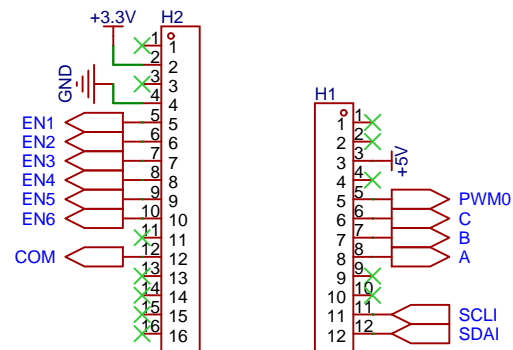 +3.3V H2
1 1
2 2
GND 3 3
4 4
EN1 5 5
EN2 6 6
EN3 7 7
EN4 8 8
EN5 9 9
EN6 10 10
11 11
COM 12 12
13 13
14 14
15 15
16 16
H1
1 1
2 2
3 3 +5V
4 4
5 5 PWM0
6 6 C
7 7 B
8 8 A
9 9
10 10
11 11 SCLI
12 12 SDAI